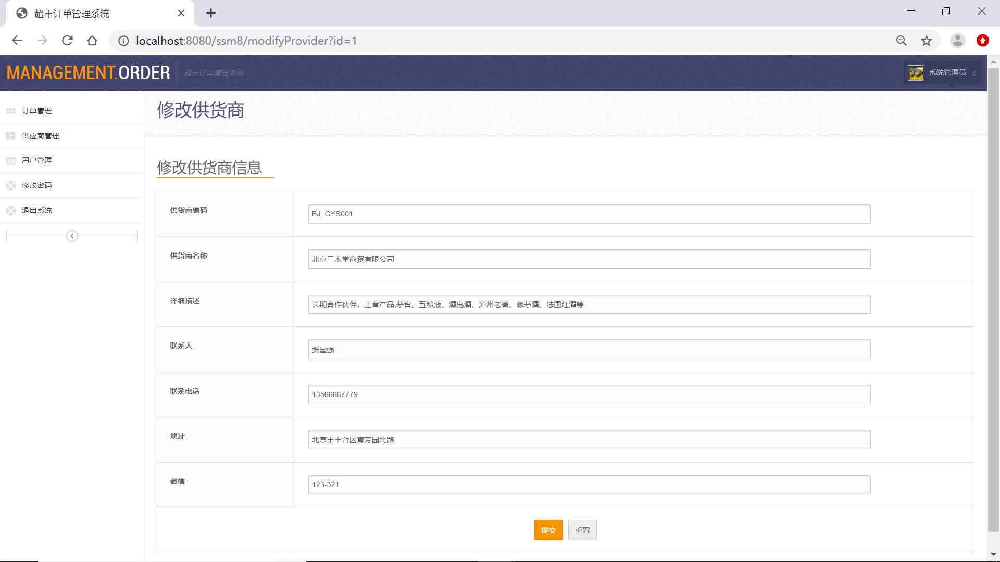 超市订单管理系统
localhost:8080/ssm8/modifyProvider?id=1
MANAGEMENT.ORDER
超市订单管理系统
系统管理员
订单管理
供应商管理
用户管理
修改密码
退出系统
修改供货商
修改供货商信息
供货商编码
BJ_GYS001
供货商名称
北京三木堂商贸有限公司
详细描述
长期合作伙伴，主营产品:茅台、五粮液、酒鬼酒、泸州老窖、赖茅酒、法国红酒等
联系人
张国强
联系电话
13566667779
地址
北京市丰台区育芳园北路
微信
123-321
提交
重置